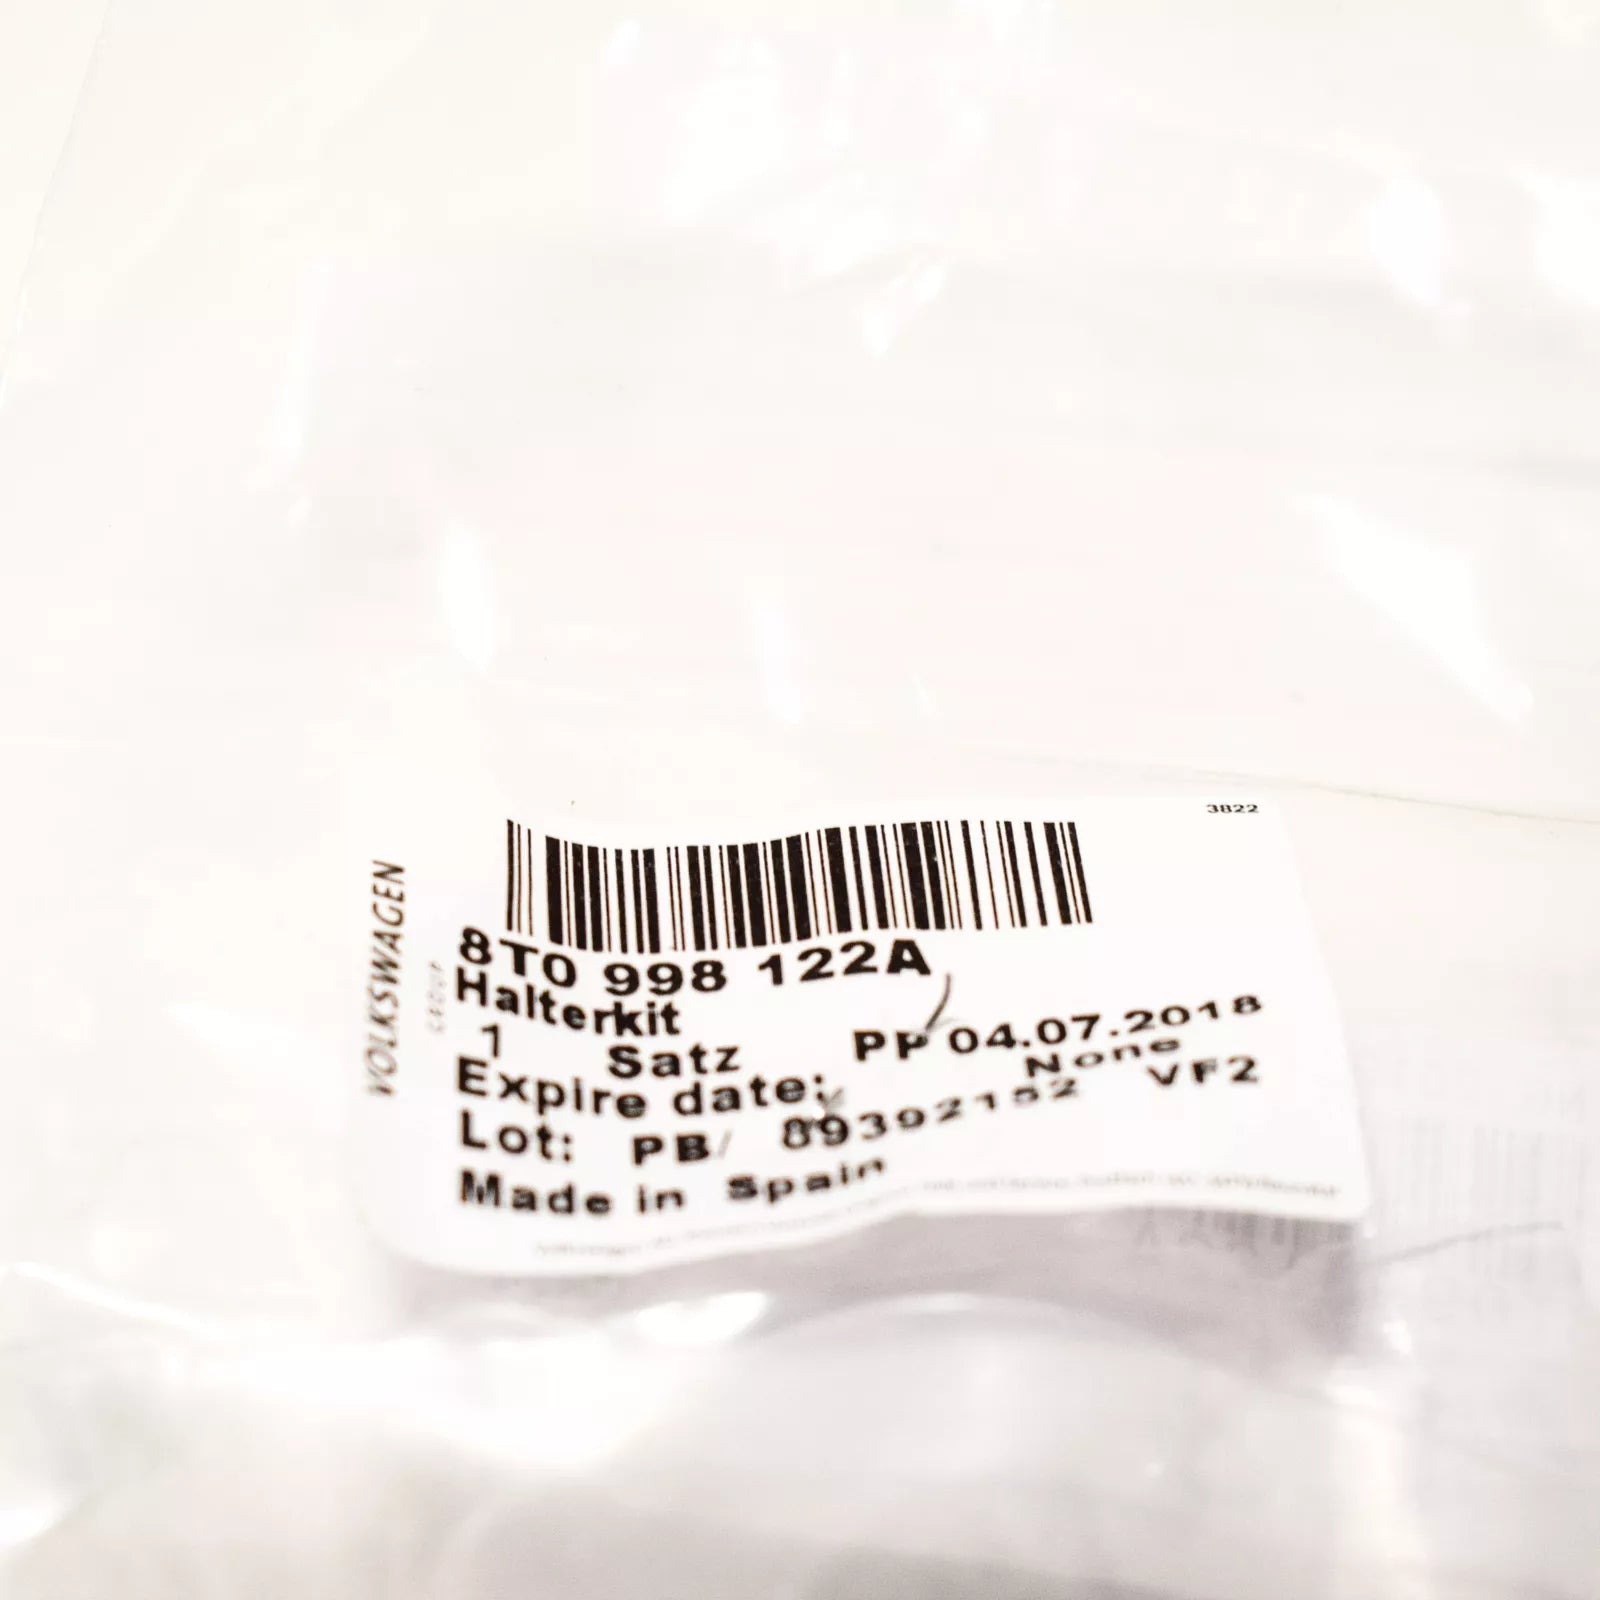 3822
VOLKSWAGEN
GROUP
8T0 998 122A
Halterkit
1 Satz PP 04.07.2018
Expire date: None
Lot: PB/ 89392152 VF2
Made in Spain